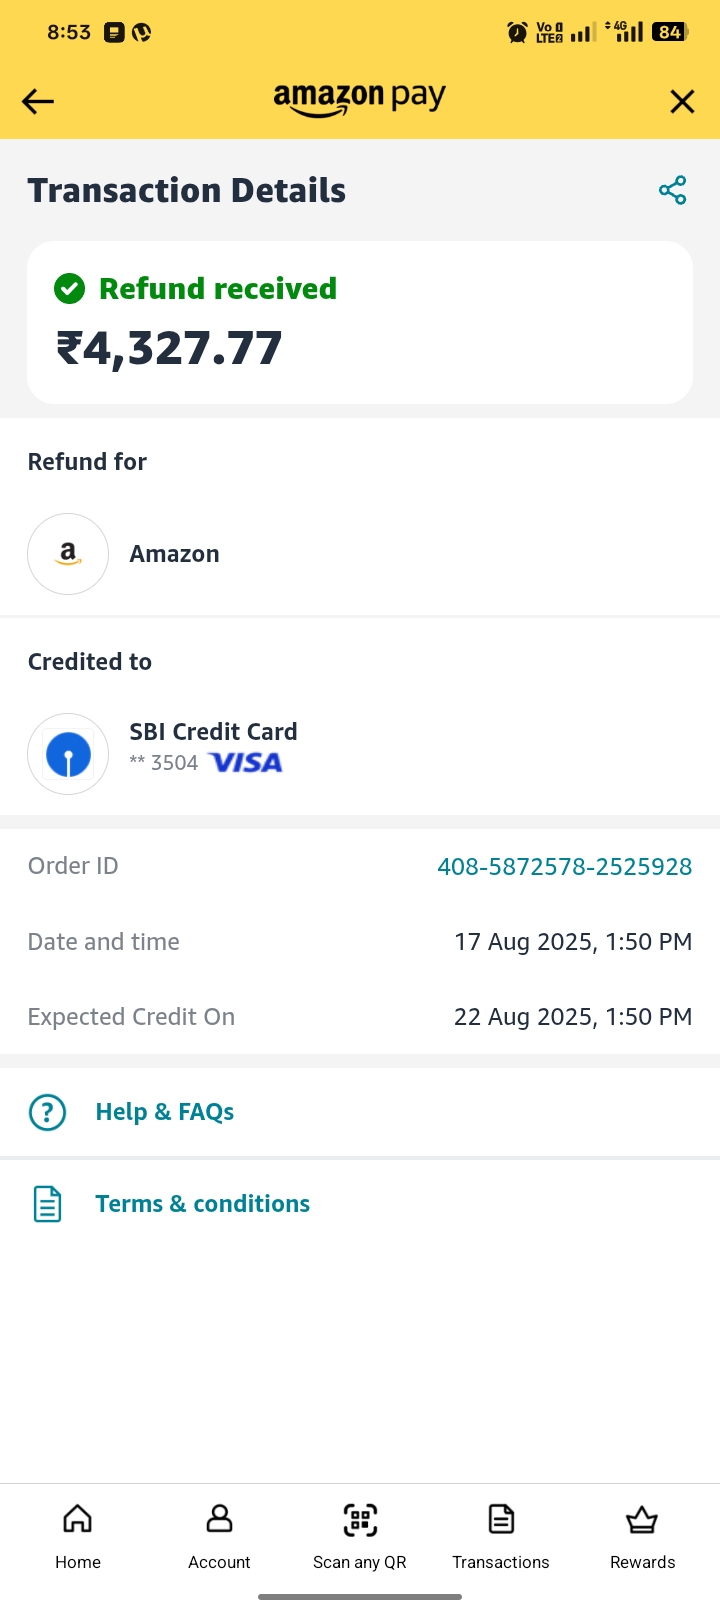 8:53 Vo LTE2 4G 84
amazon pay
Transaction Details
Refund received
₹4,327.77
Refund for
a Amazon
Credited to
SBI Credit Card
** 3504 VISA
Order ID 408-5872578-2525928
Date and time 17 Aug 2025, 1:50 PM
Expected Credit On 22 Aug 2025, 1:50 PM
? Help & FAQs
Terms & conditions
Home Account Scan any QR Transactions Rewards